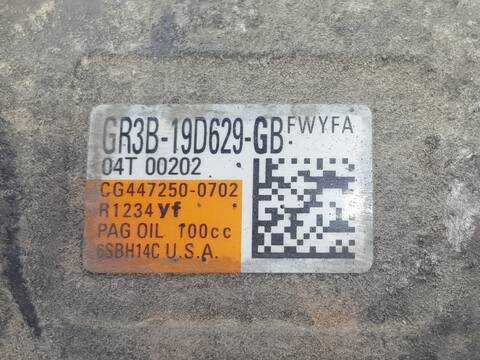 GR3B-19D629-GB FWYFA
04T 00202
CG447250-0702
R1234yf
PAG OIL 100cc
6SBH14C U.S.A.